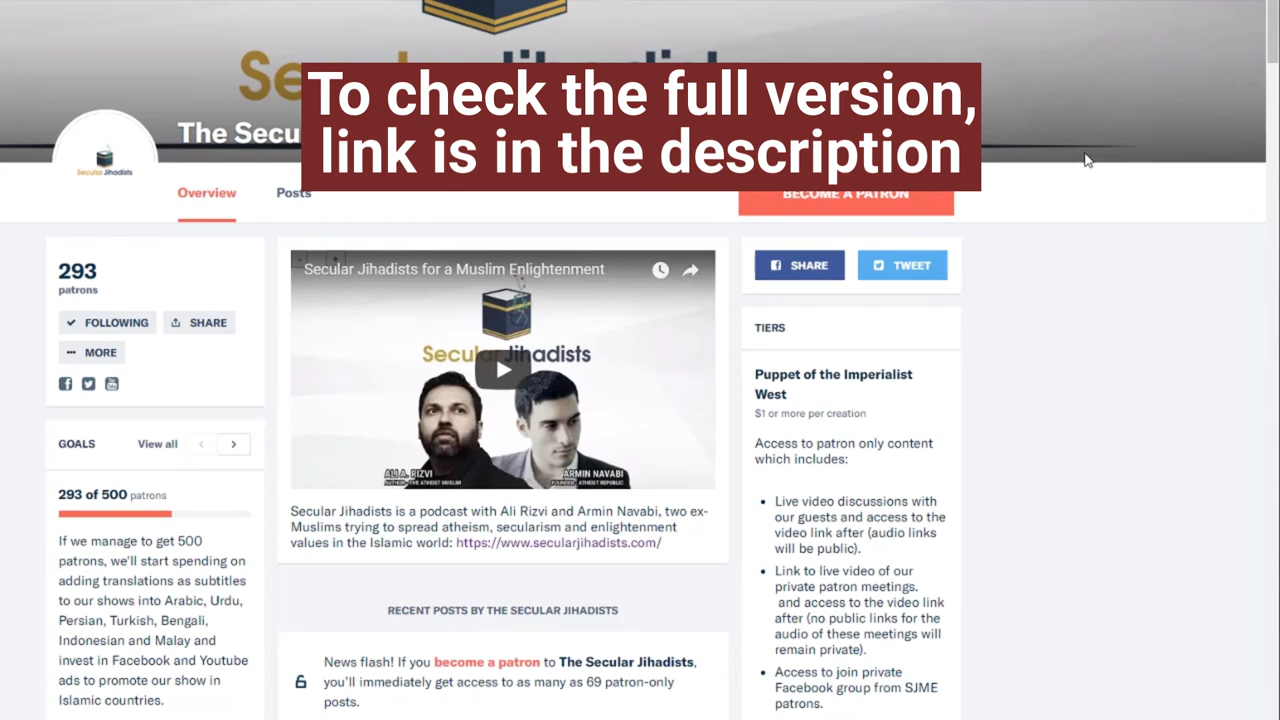 To check the full version,
link is in the description
The Secu
Secular Jihadists
Overview
Posts
BECOME A PATRON
293
patrons
FOLLOWING
SHARE
MORE
GOALS
View all
293 of 500 patrons
If we manage to get 500
patrons, we'll start spending on
adding translations as subtitles
to our shows into Arabic, Urdu,
Persian, Turkish, Bengali,
Indonesian and Malay and
invest in Facebook and Youtube
ads to promote our show in
Islamic countries.
Secular Jihadists for a Muslim Enlightenment
Secular Jihadists
ALI A. RIZVI
AUTHOR - THE ATHEIST MUSLIM
ARMIN NAVABI
FOUNDER - ATHEIST REPUBLIC
Secular Jihadists is a podcast with Ali Rizvi and Armin Navabi, two ex-
Muslims trying to spread atheism, secularism and enlightenment
values in the Islamic world: https://www.secularjihadists.com/
RECENT POSTS BY THE SECULAR JIHADISTS
News flash! If you become a patron to The Secular Jihadists,
you'll immediately get access to as many as 69 patron-only
posts.
SHARE
TWEET
TIERS
Puppet of the Imperialist
West
$1 or more per creation
Access to patron only content
which includes:
• Live video discussions with
our guests and access to the
video link after (audio links
will be public).
• Link to live video of our
private patron meetings.
and access to the video link
after (no public links for the
audio of these meetings will
remain private).
• Access to join private
Facebook group from SJME
patrons.